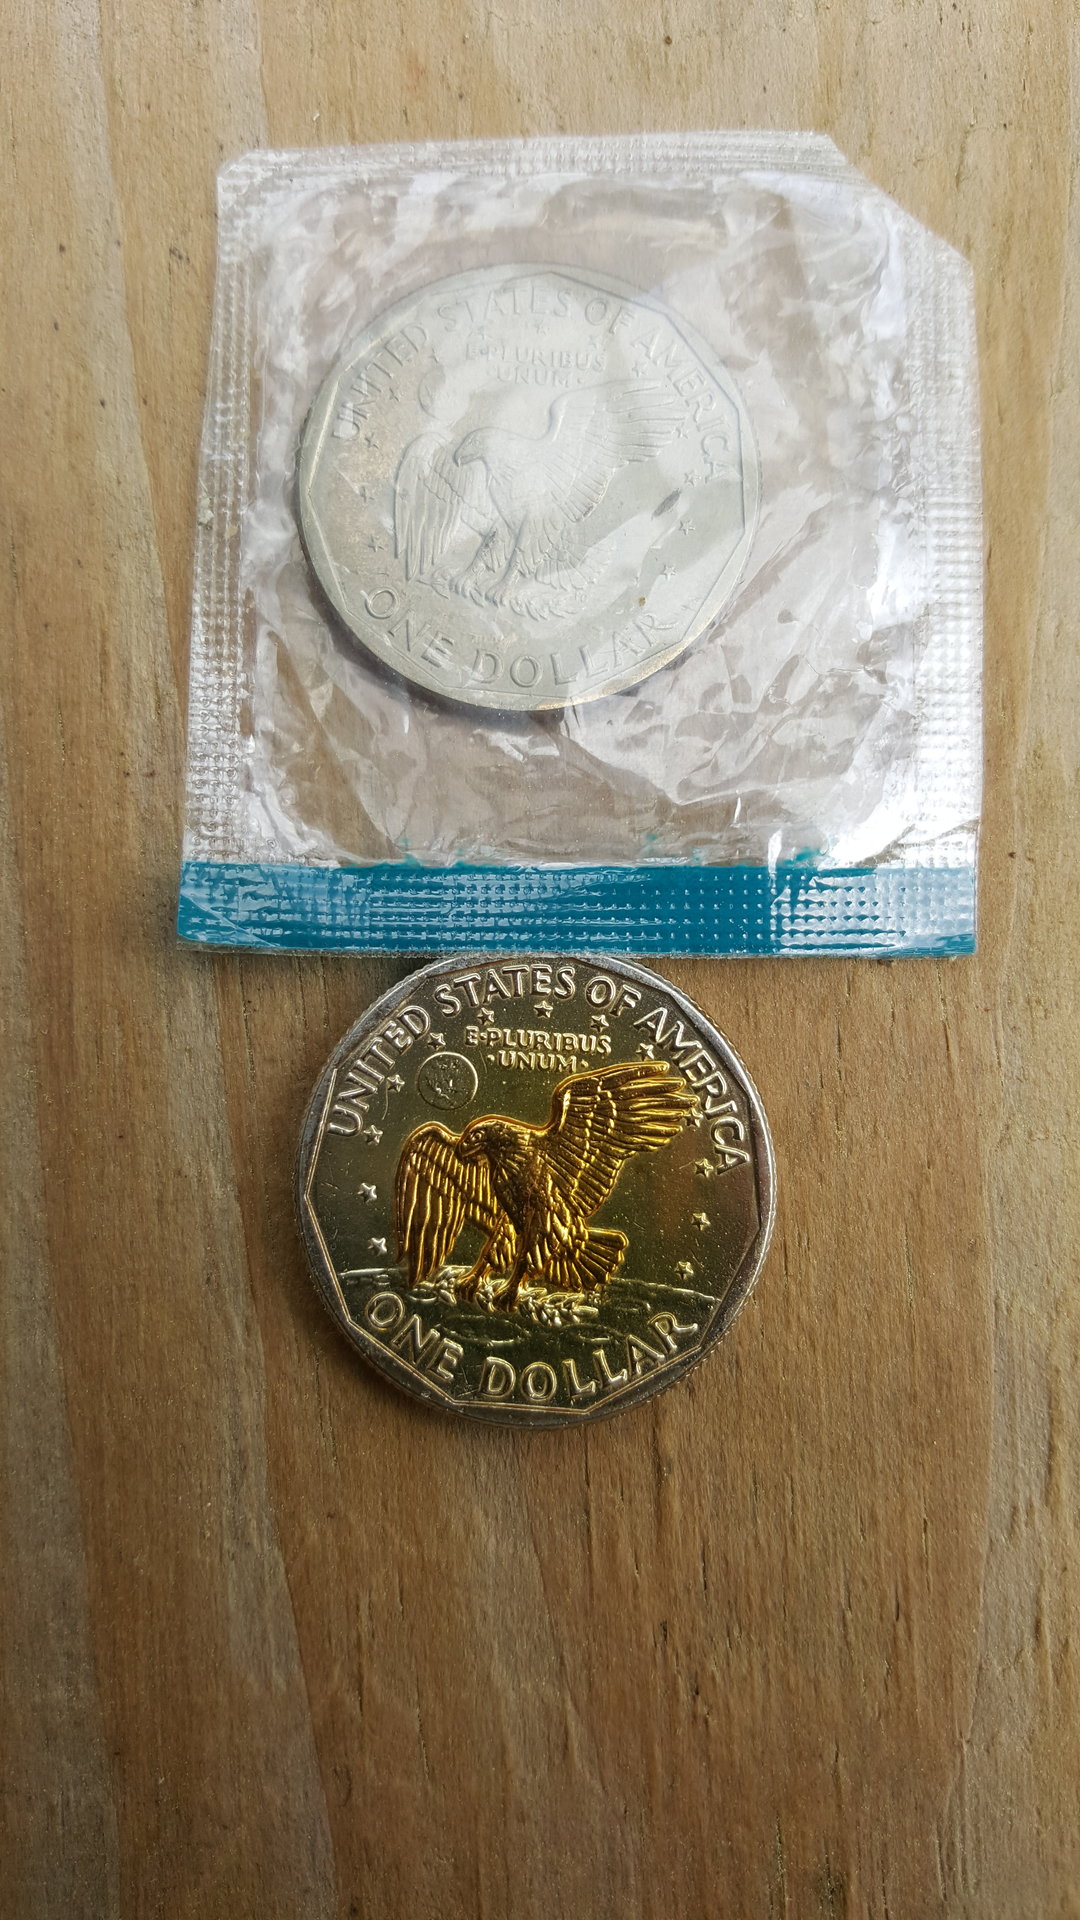 UNITED STATES OF AMERICA
E·PLURIBUS
·UNUM·
ONE DOLLAR
UNITED STATES OF AMERICA
E·PLURIBUS
·UNUM·
ONE DOLLAR